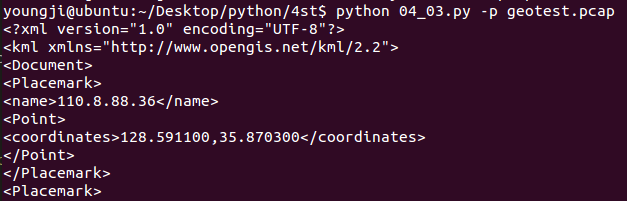 youngji@ubuntu:~/Desktop/python/4st$ python 04_03.py -p geotest.pcap
<?xml version="1.0" encoding="UTF-8"?>
<kml xmlns="http://www.opengis.net/kml/2.2">
<Document>
<Placemark>
<name>110.8.88.36</name>
<Point>
<coordinates>128.591100,35.870300</coordinates>
</Point>
</Placemark>
<Placemark>